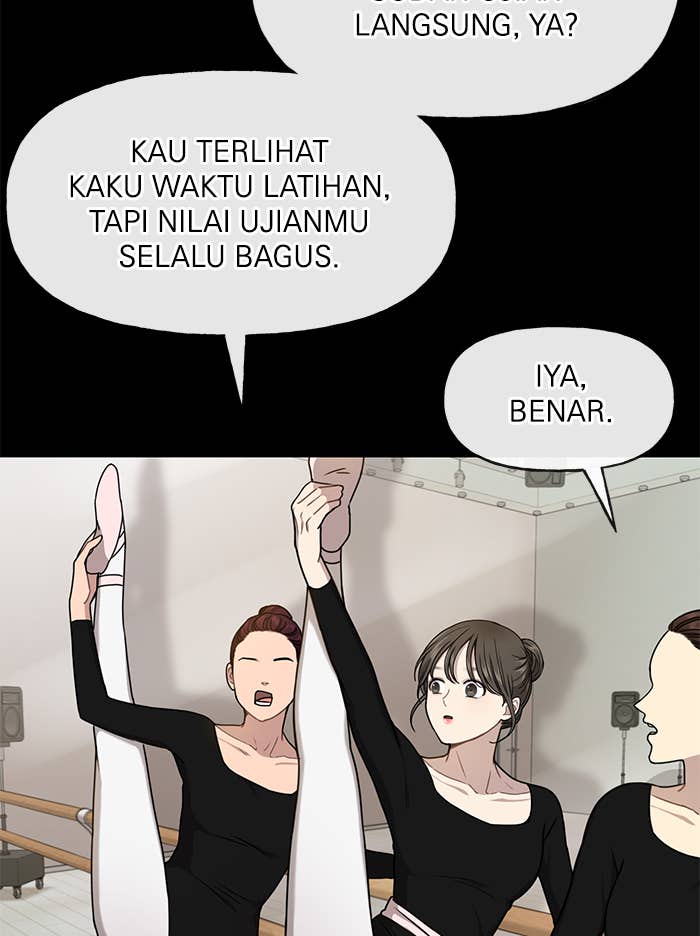 LANGSUNG, YA?
KAU TERLIHAT
KAKU WAKTU LATIHAN,
TAPI NILAI UJIANMU
SELALU BAGUS.
IYA,
BENAR.